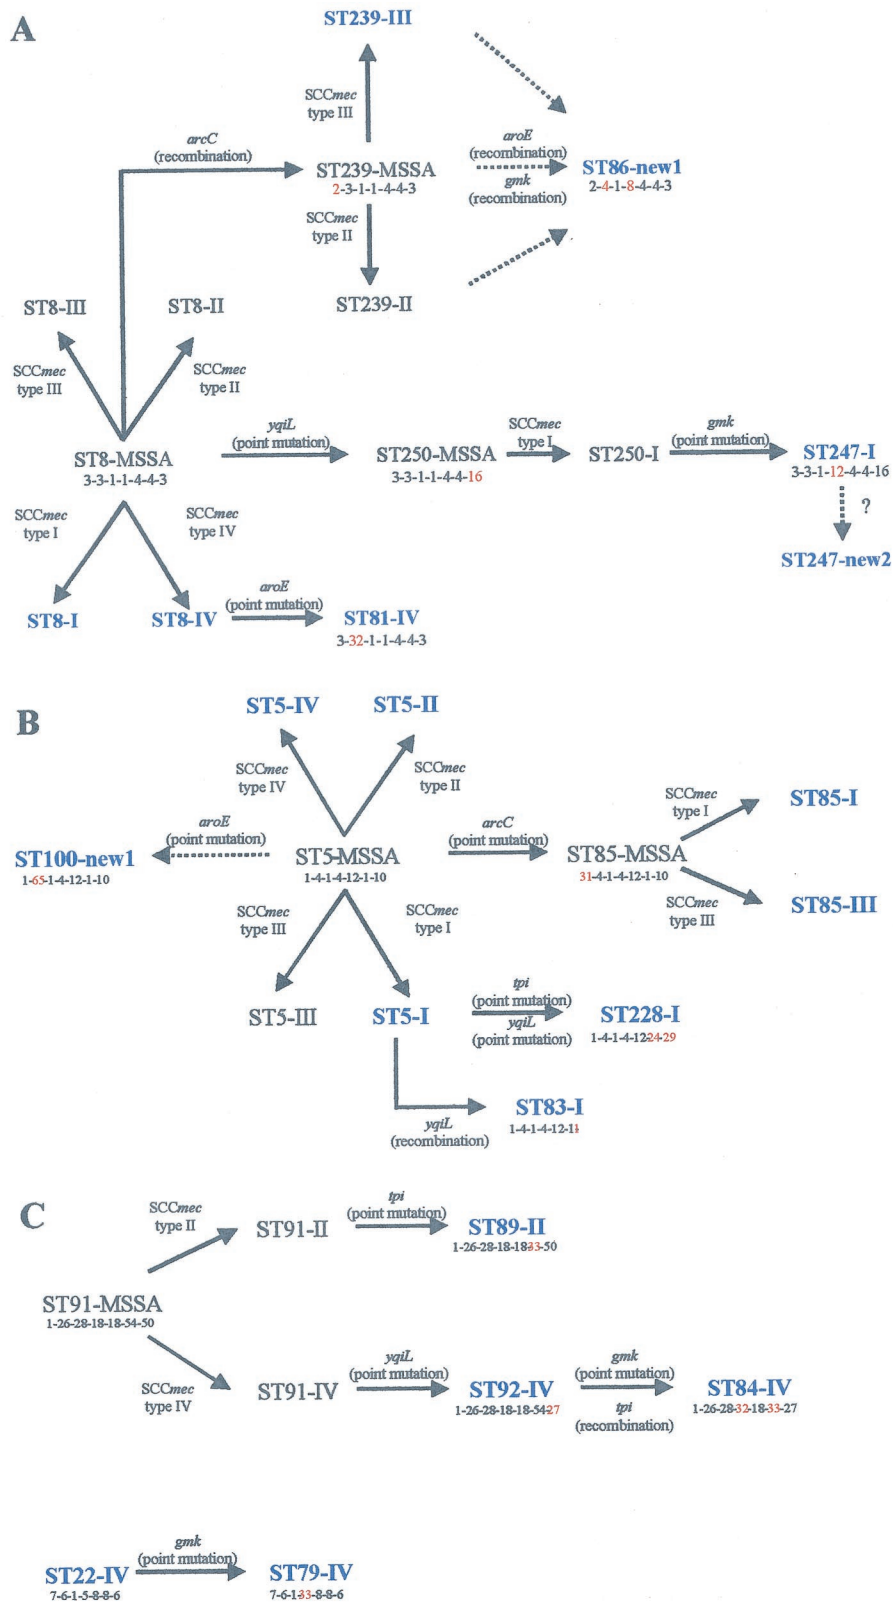 A
ST239-III
SCCmec
type III
arcC
(recombination)
ST239-MSSA
2-3-1-1-4-4-3
aroE
(recombination)
gmk
(recombination)
ST86-new1
2-4-1-8-4-4-3
SCCmec
type II
ST239-II
ST8-III
ST8-II
SCCmec
type III
SCCmec
type II
ST8-MSSA
3-3-1-1-4-4-3
yqiL
(point mutation)
ST250-MSSA
3-3-1-1-4-4-16
SCCmec
type I
ST250-I
gmk
(point mutation)
ST247-I
3-3-1-12-4-4-16
?
ST247-new2
SCCmec
type I
SCCmec
type IV
ST8-I
ST8-IV
aroE
(point mutation)
ST81-IV
3-32-1-1-4-4-3
B
ST5-IV
ST5-II
SCCmec
type IV
SCCmec
type II
ST100-new1
1-65-1-4-12-1-10
aroE
(point mutation)
ST5-MSSA
1-4-1-4-12-1-10
arcC
(point mutation)
ST85-MSSA
31-4-1-4-12-1-10
SCCmec
type I
ST85-I
SCCmec
type III
ST85-III
SCCmec
type III
SCCmec
type I
ST5-III
ST5-I
tpi
(point mutation)
yqiL
(point mutation)
ST228-I
1-4-1-4-12-24-29
yqiL
(recombination)
ST83-I
1-4-1-4-12-1-1
C
SCCmec
type II
ST91-II
tpi
(point mutation)
ST89-II
1-26-28-18-18-33-50
ST91-MSSA
1-26-28-18-18-54-50
SCCmec
type IV
ST91-IV
yqiL
(point mutation)
ST92-IV
1-26-28-18-18-54-27
gmk
(point mutation)
tpi
(recombination)
ST84-IV
1-26-28-32-18-33-27
ST22-IV
7-6-1-5-8-8-6
gmk
(point mutation)
ST79-IV
7-6-1-33-8-8-6